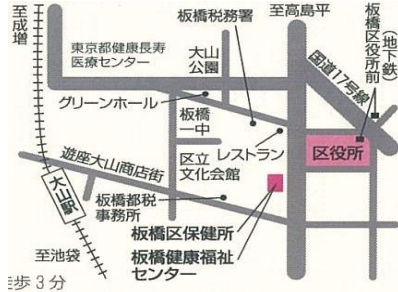 至成増
東京都健康長寿
医療センター
大山
公園
板橋税務署
至高島平
国道17号線
板橋区役所前
(地下鉄)
グリーンホール
板橋
一中
遊座大山商店街
区立
文化会館
レストラン
区役所
大山駅
板橋都税
事務所
板橋区保健所
板橋健康福祉
センター
至池袋
徒歩3分